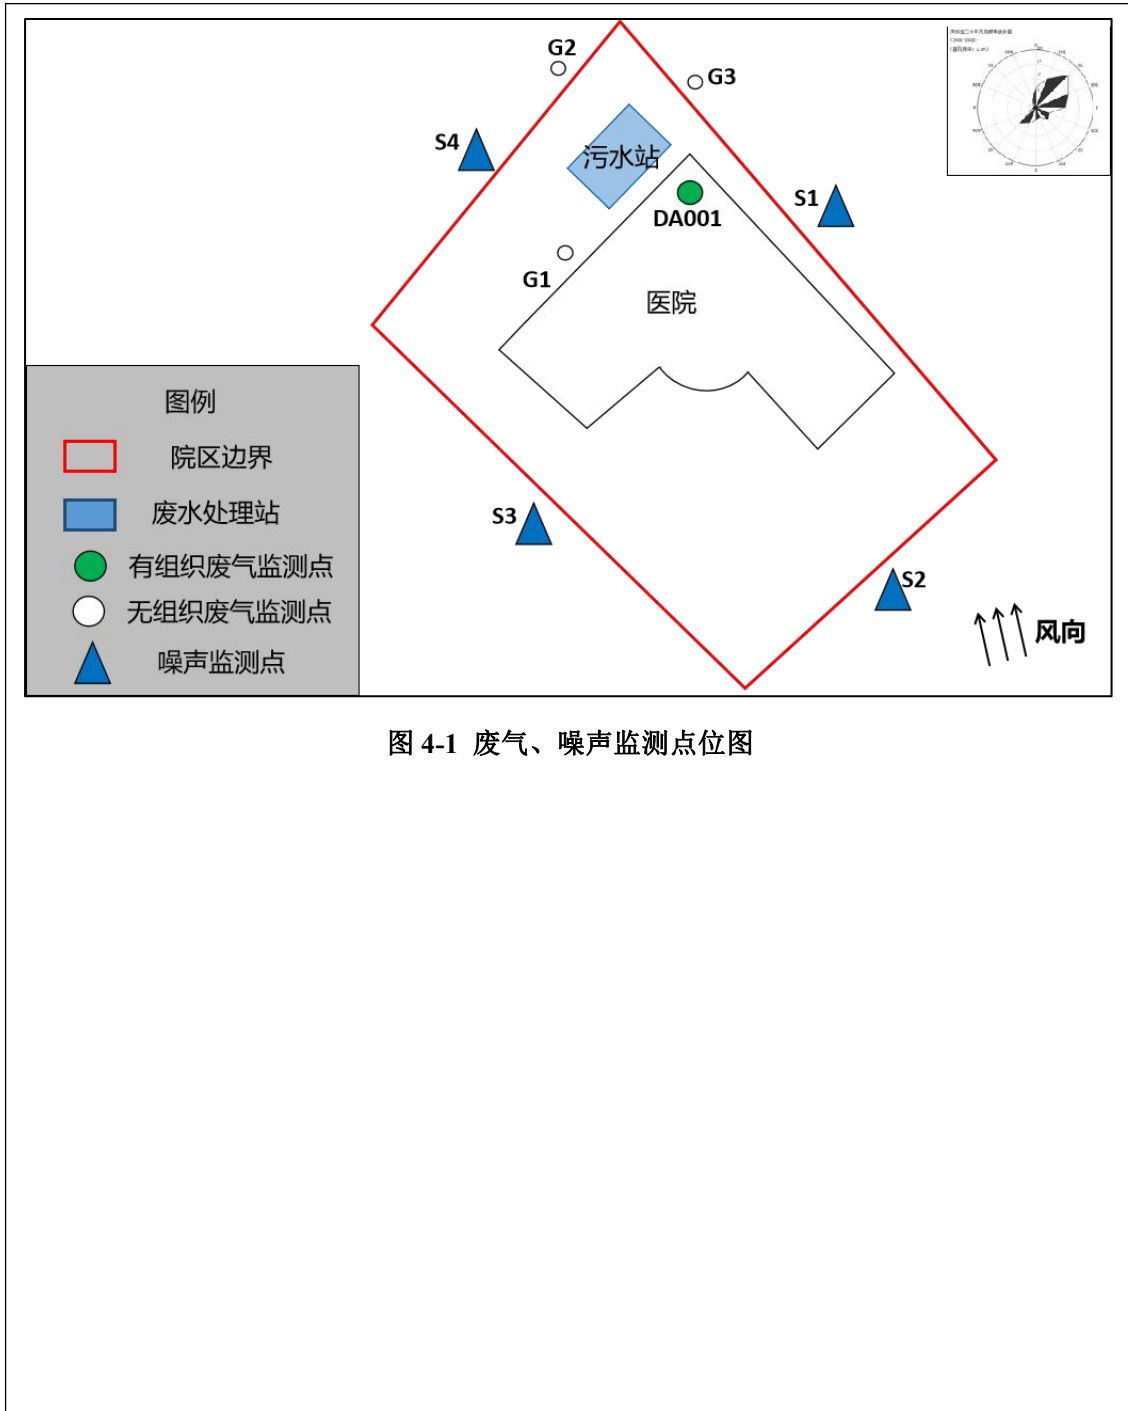 G2
G3
S4
污水站
S1
DA001
G1
医院
图例
院区边界
废水处理站
有组织废气监测点
无组织废气监测点
噪声监测点
S3
S2
风向
图 4-1 废气、噪声监测点位图